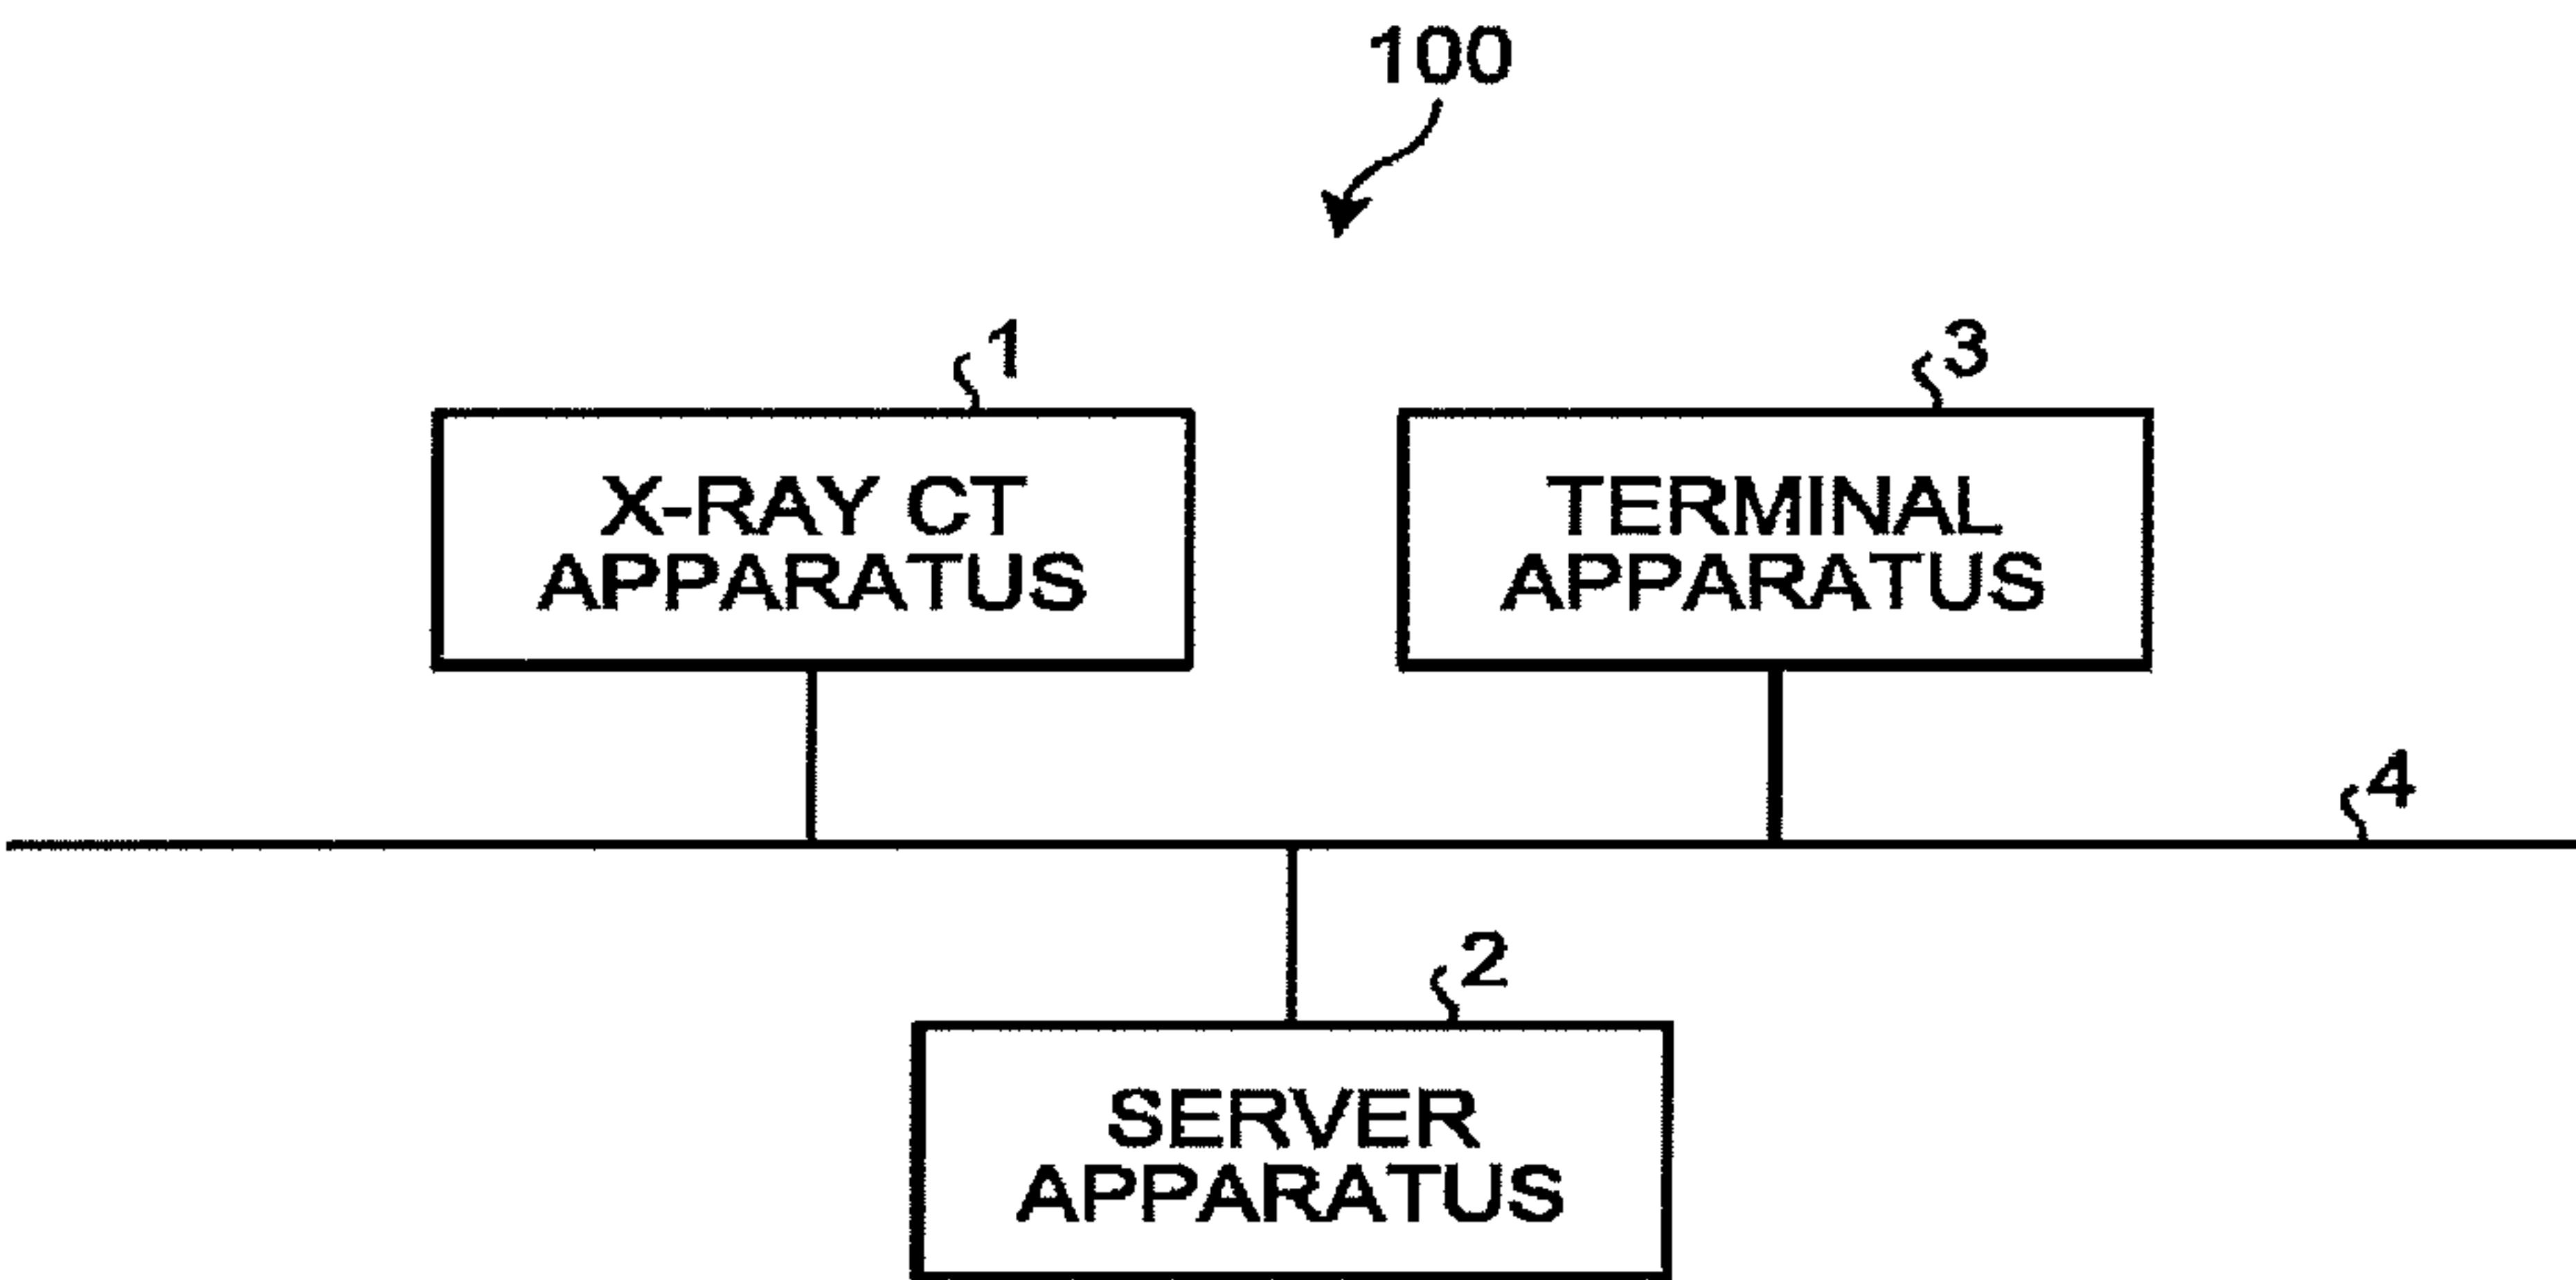 100
1
3
X-RAY CT
APPARATUS
TERMINAL
APPARATUS
4
2
SERVER
APPARATUS